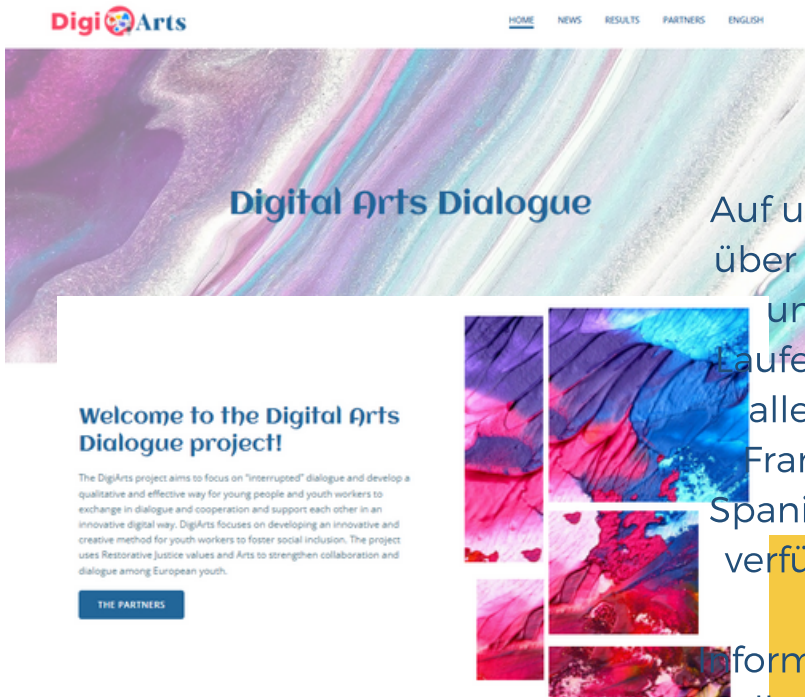 Digi Arts
HOME NEWS RESULTS PARTNERS ENGLISH
Digital Arts Dialogue
Welcome to the Digital Arts
Dialogue project!
The DigiArts project aims to focus on "interrupted" dialogue and develop a
qualitative and effective way for young people and youth workers to
exchange in dialogue and cooperation and support each other in an
innovative digital way. DigiArts focuses on developing an innovative and
creative method for youth workers to foster social inclusion. The project
uses Restorative Justice values and Arts to strengthen collaboration and
dialogue among European youth.
THE PARTNERS
Auf u
über
un
Laufe
alle
Fran
Spani
verfü
Inform